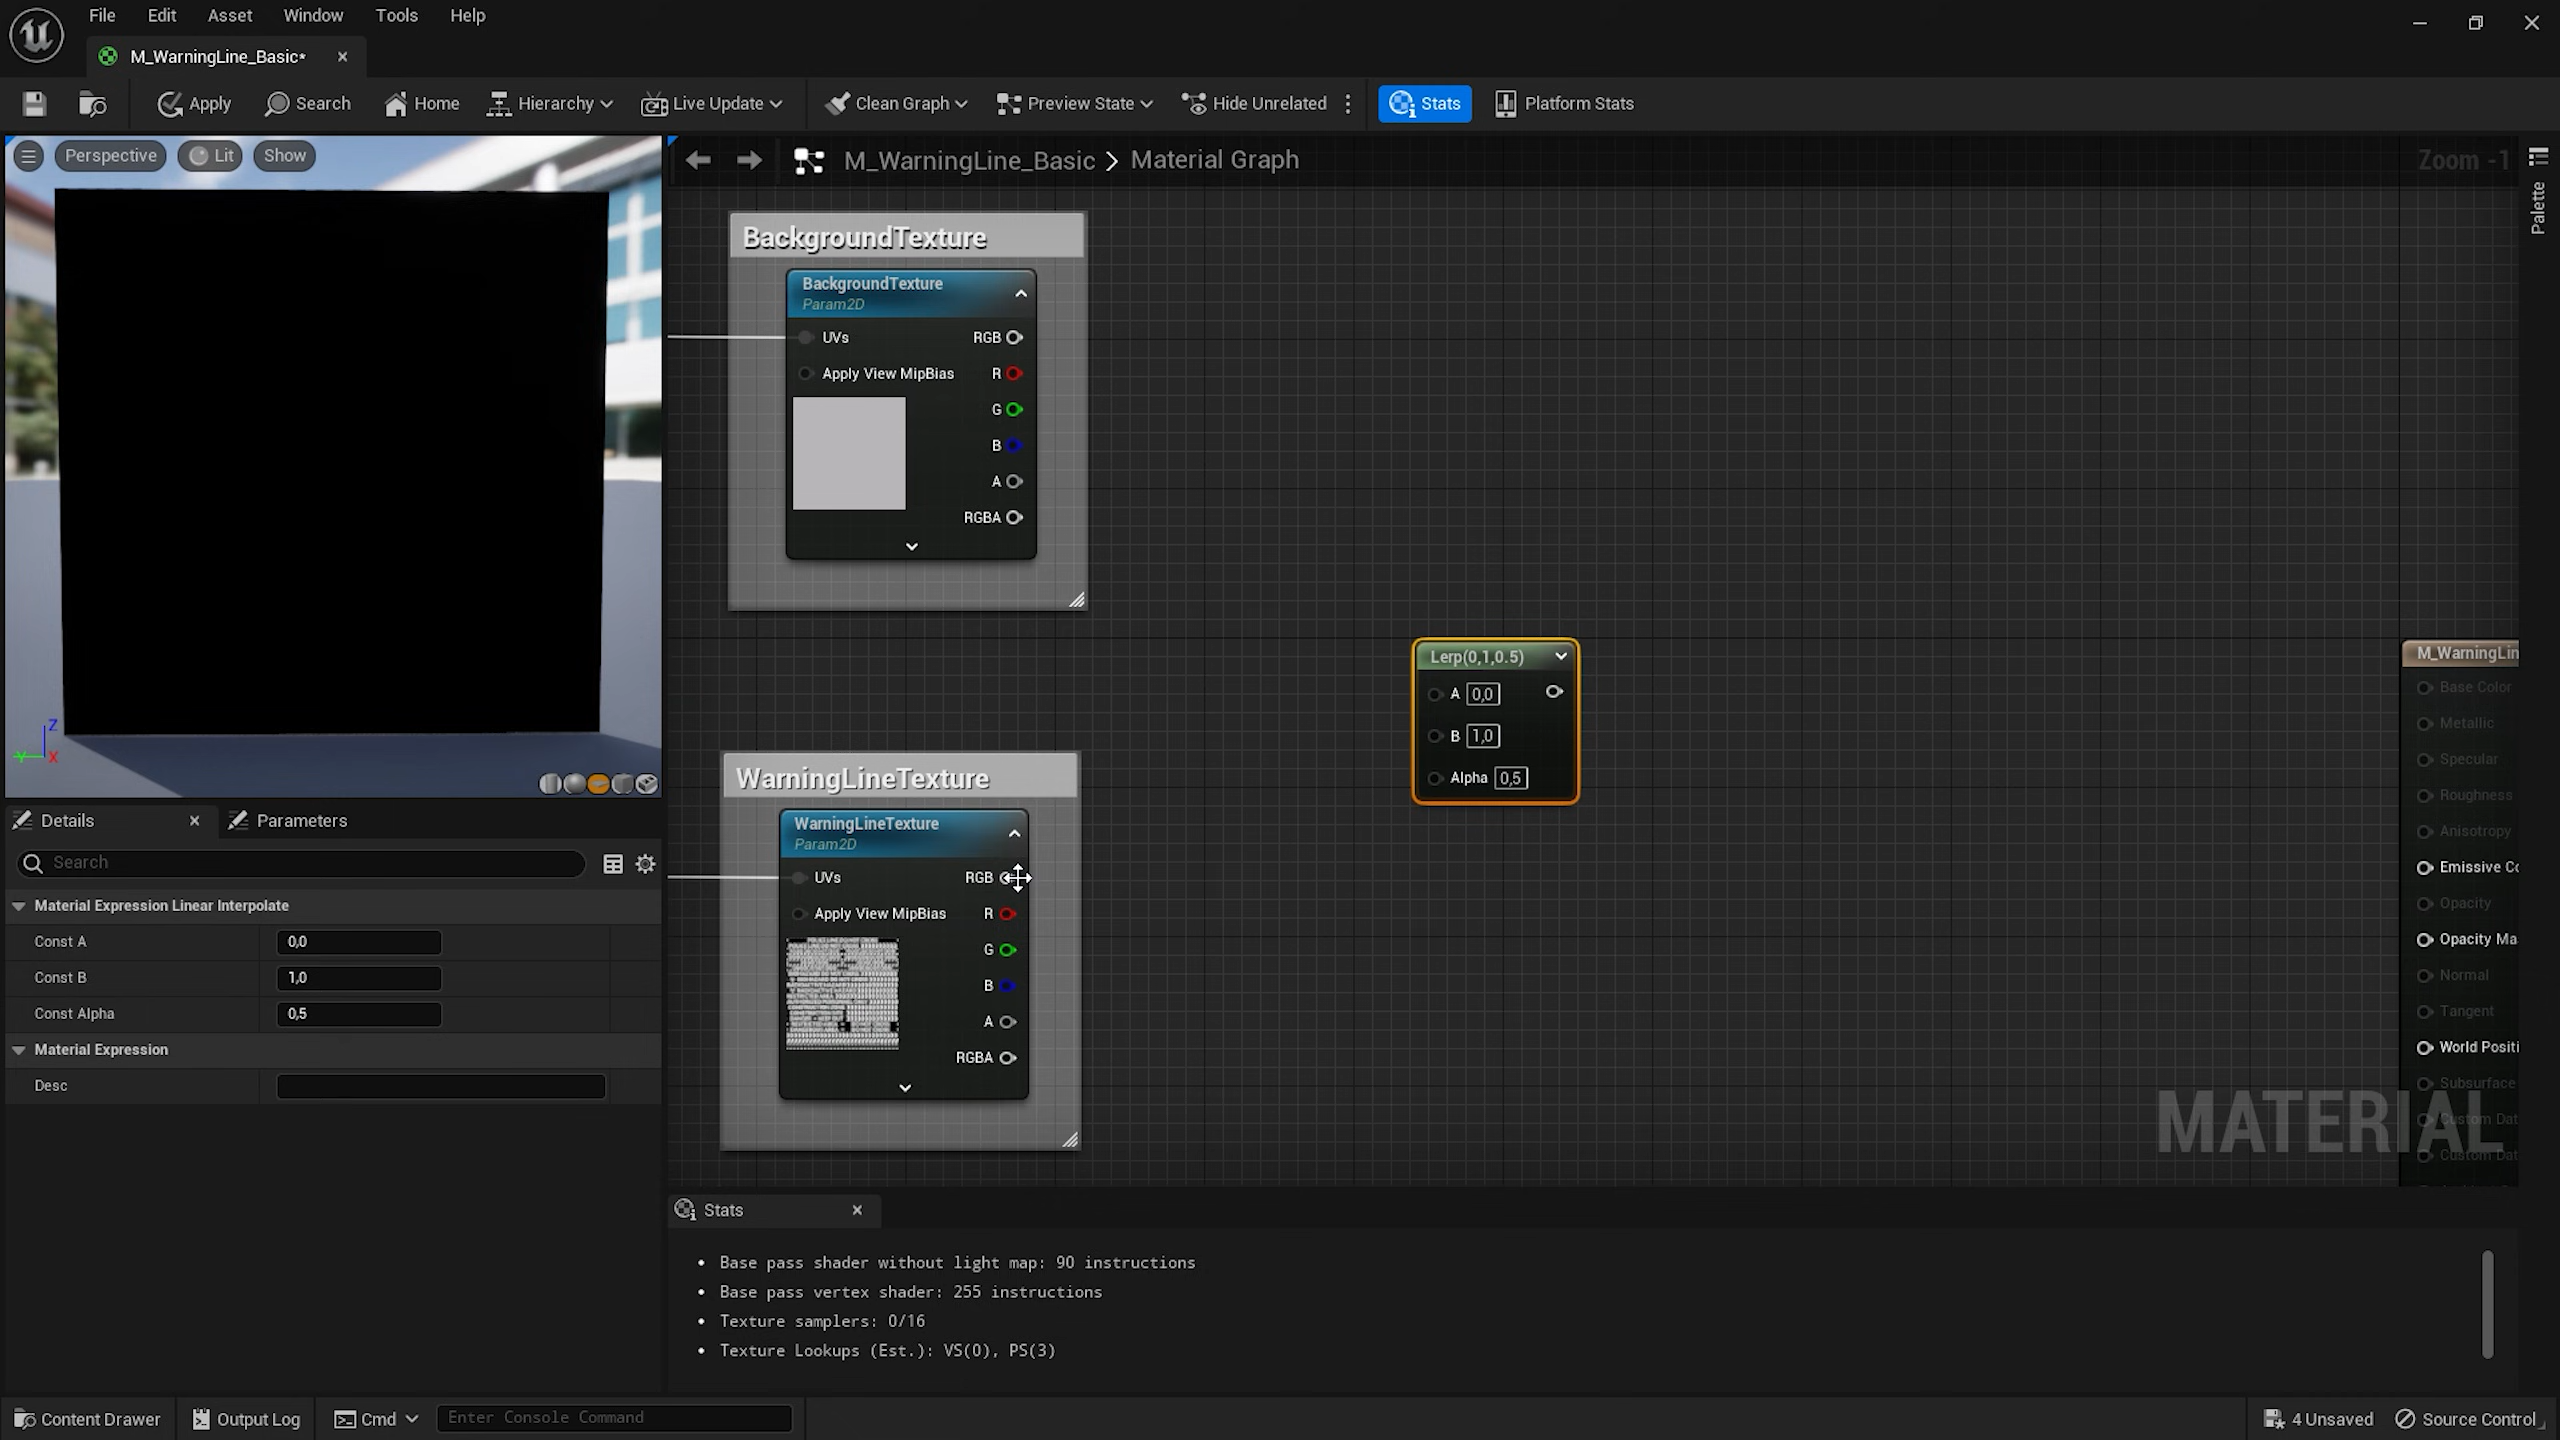 File Edit Asset Window Tools Help
M_WarningLine_Basic*
Apply Search Home Hierarchy Live Update Clean Graph Preview State Hide Unrelated Stats Platform Stats
Perspective Lit Show
M_WarningLine_Basic > Material Graph
Zoom -1
Palette
BackgroundTexture
BackgroundTexture
Param2D
UVs RGB
Apply View MipBias R
G
B
A
RGBA
Lerp(0,1,0.5)
A 0,0
B 1,0
Alpha 0,5
WarningLineTexture
WarningLineTexture
Param2D
UVs RGB
Apply View MipBias R
G
B
A
RGBA
M_WarningLin
Base Color
Metallic
Specular
Roughness
Anisotropy
Emissive Co
Opacity
Opacity Ma
Normal
Tangent
World Positi
Subsurface
Custom Dat
Custom Dat
MATERIAL
Z
Y X
Details Parameters
Search
Material Expression Linear Interpolate
Const A 0,0
Const B 1,0
Const Alpha 0,5
Material Expression
Desc
Stats
• Base pass shader without light map: 90 instructions
• Base pass vertex shader: 255 instructions
• Texture samplers: 0/16
• Texture Lookups (Est.): VS(0), PS(3)
Content Drawer Output Log Cmd Enter Console Command 4 Unsaved Source Control